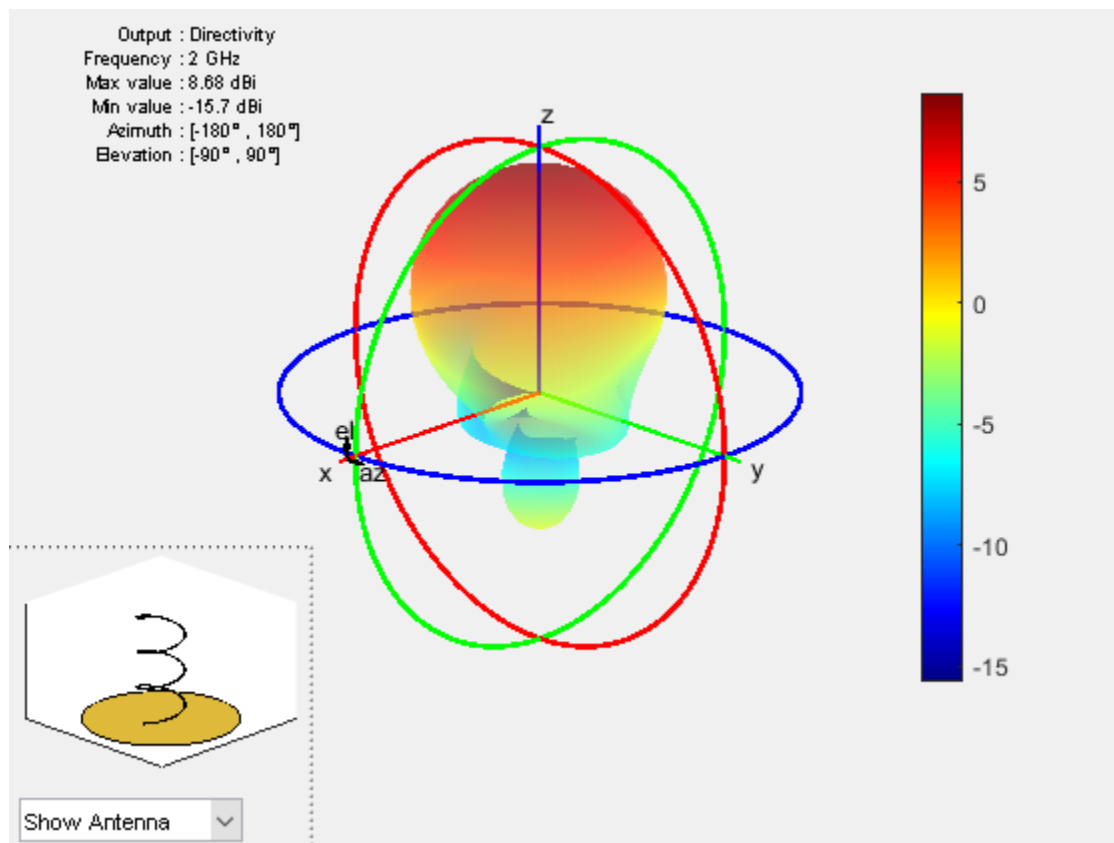 Output : Directivity
Frequency : 2 GHz
Max value : 8.68 dBi
Min value : -15.7 dBi
Azimuth : [-180° , 180°]
Elevation : [-90° , 90°]
z
5
0
-5
-10
-15
el
x
az
y
Show Antenna